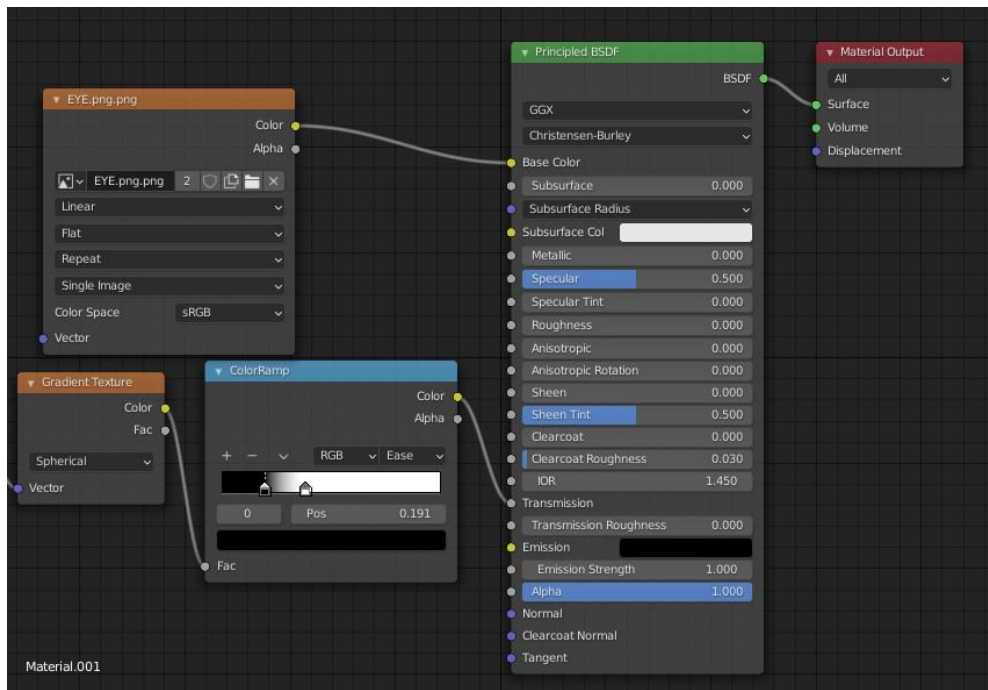 EYE.png.png
Color
Alpha
EYE.png.png 2
Linear
Flat
Repeat
Single Image
Color Space sRGB
Vector
Gradient Texture
Color
Fac
Spherical
Vector
ColorRamp
Color
Alpha
+ − RGB Ease
0 Pos 0.191
Fac
Principled BSDF
BSDF
GGX
Christensen-Burley
Base Color
Subsurface 0.000
Subsurface Radius
Subsurface Col
Metallic 0.000
Specular 0.500
Specular Tint 0.000
Roughness 0.000
Anisotropic 0.000
Anisotropic Rotation 0.000
Sheen 0.000
Sheen Tint 0.500
Clearcoat 0.000
Clearcoat Roughness 0.030
IOR 1.450
Transmission
Transmission Roughness 0.000
Emission
Emission Strength 1.000
Alpha 1.000
Normal
Clearcoat Normal
Tangent
Material Output
All
Surface
Volume
Displacement
Material.001